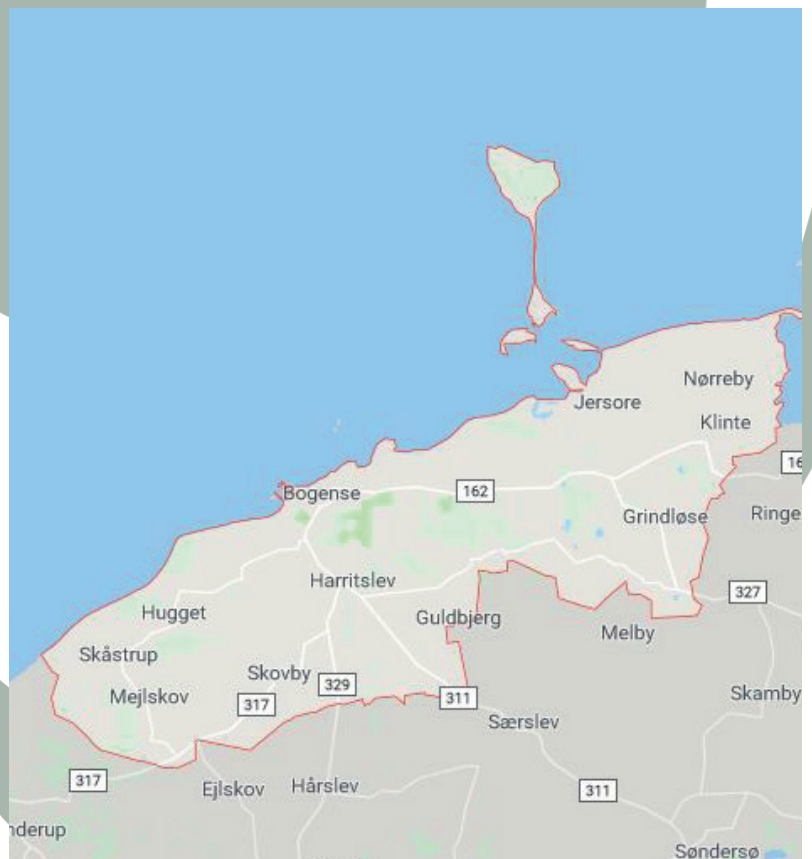 Nørreby
Jersore
Klinte
16
Bogense
162
Grindløse
Ringe
Harritslev
327
Hugget
Guldbjerg
Melby
Skåstrup
Skovby
329
Mejlskov
317
311
Skamby
Særslev
317
Ejlskov
Hårslev
311
nderup
Søndersø